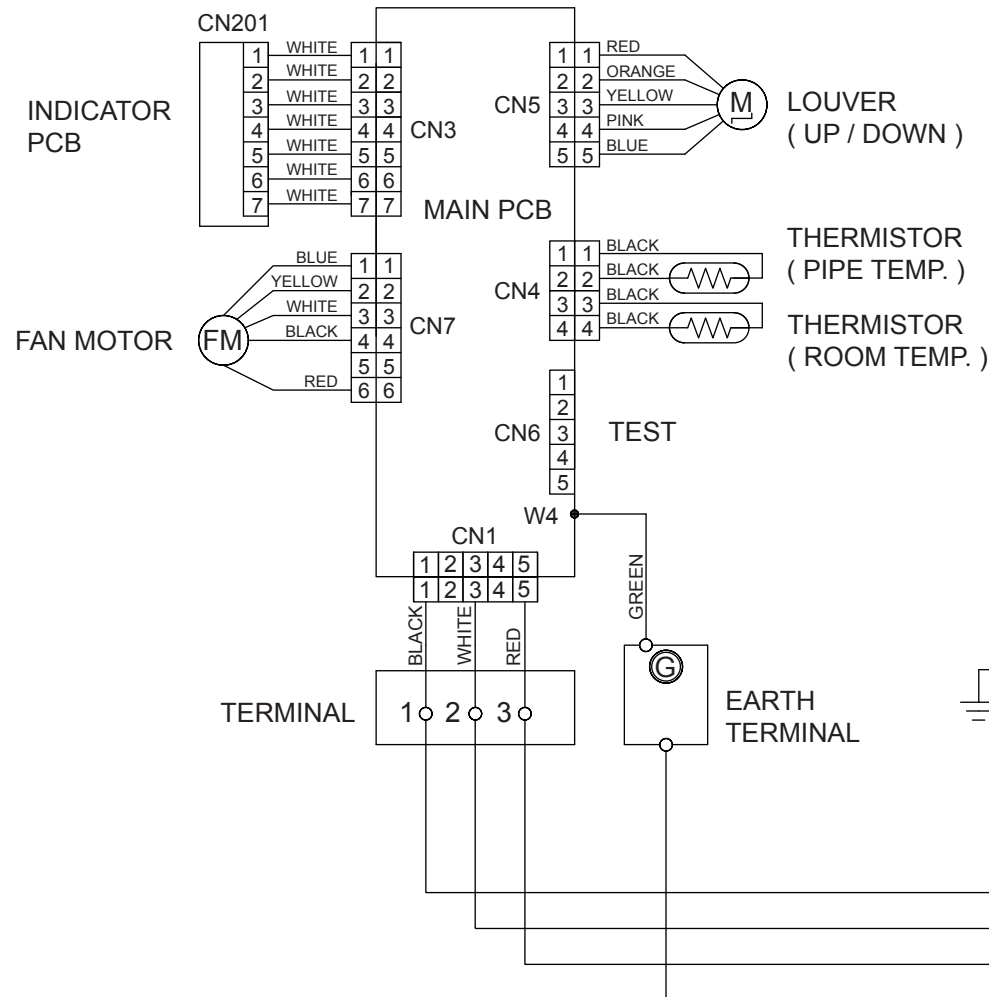 CN201
INDICATOR
PCB
1 WHITE 1 1
2 WHITE 2 2
3 WHITE 3 3
4 WHITE 4 4
5 WHITE 5 5
6 WHITE 6 6
7 WHITE 7 7
CN3
MAIN PCB
FAN MOTOR
FM
BLUE 1 1
YELLOW 2 2
WHITE 3 3
BLACK 4 4
5 5
RED 6 6
CN7
CN5
1 1 RED
2 2 ORANGE
3 3 YELLOW
4 4 PINK
5 5 BLUE
M
LOUVER
( UP / DOWN )
CN4
1 1 BLACK
2 2 BLACK
3 3 BLACK
4 4 BLACK
THERMISTOR
( PIPE TEMP. )
THERMISTOR
( ROOM TEMP. )
CN6
1
2
3
4
5
TEST
W4
CN1
1 2 3 4 5
1 2 3 4 5
BLACK
WHITE
RED
GREEN
TERMINAL
1 2 3
G
EARTH
TERMINAL